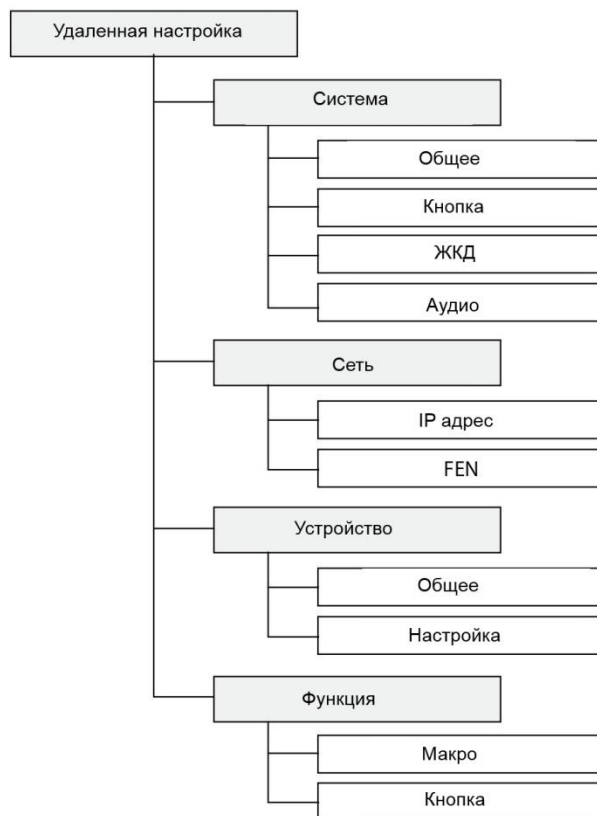 Удаленная настройка
Система
Общее
Кнопка
ЖКД
Аудио
Сеть
IP адрес
FEN
Устройство
Общее
Настройка
Функция
Макро
Кнопка